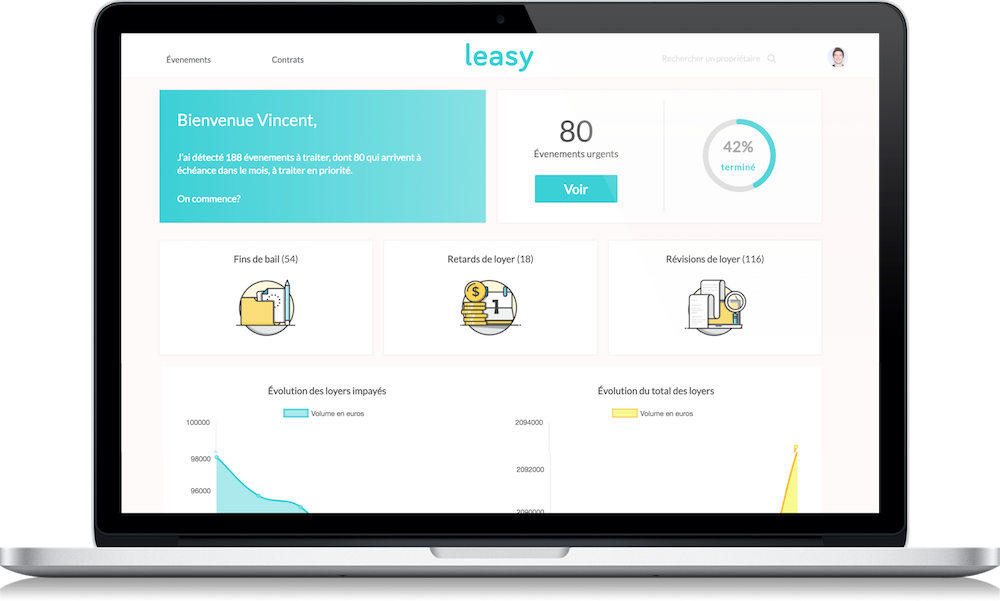 Évenements
Contrats
leasy
Rechercher un propriétaire
Bienvenue Vincent,
J'ai détecté 188 évenements à traiter, dont 80 qui arrivent à
échéance dans le mois, à traiter en priorité.
On commence?
80
Évenements urgents
Voir
42%
terminé
Fins de bail (54)
Retards de loyer (18)
$
1
Révisions de loyer (116)
Évolution des loyers impayés
Volume en euros
100000
98000
96000
Évolution du total des loyers
Volume en euros
2094000
2092000
2090000